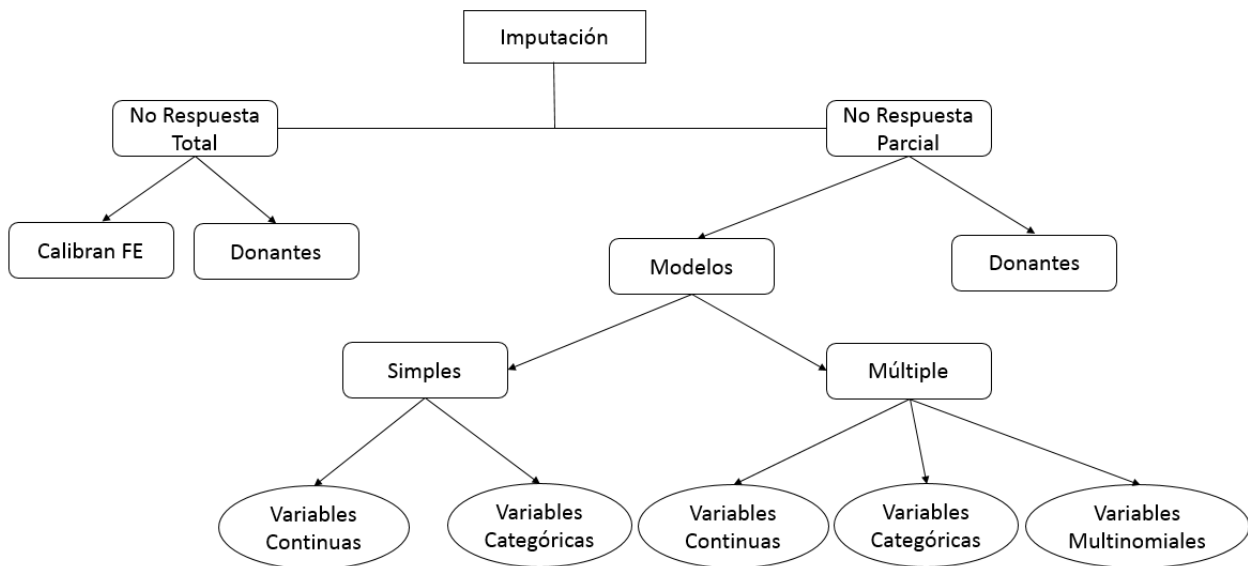 Imputación
No Respuesta
Total
No Respuesta
Parcial
Calibran FE
Donantes
Modelos
Donantes
Simples
Múltiple
Variables
Continuas
Variables
Categóricas
Variables
Continuas
Variables
Categóricas
Variables
Multinomiales